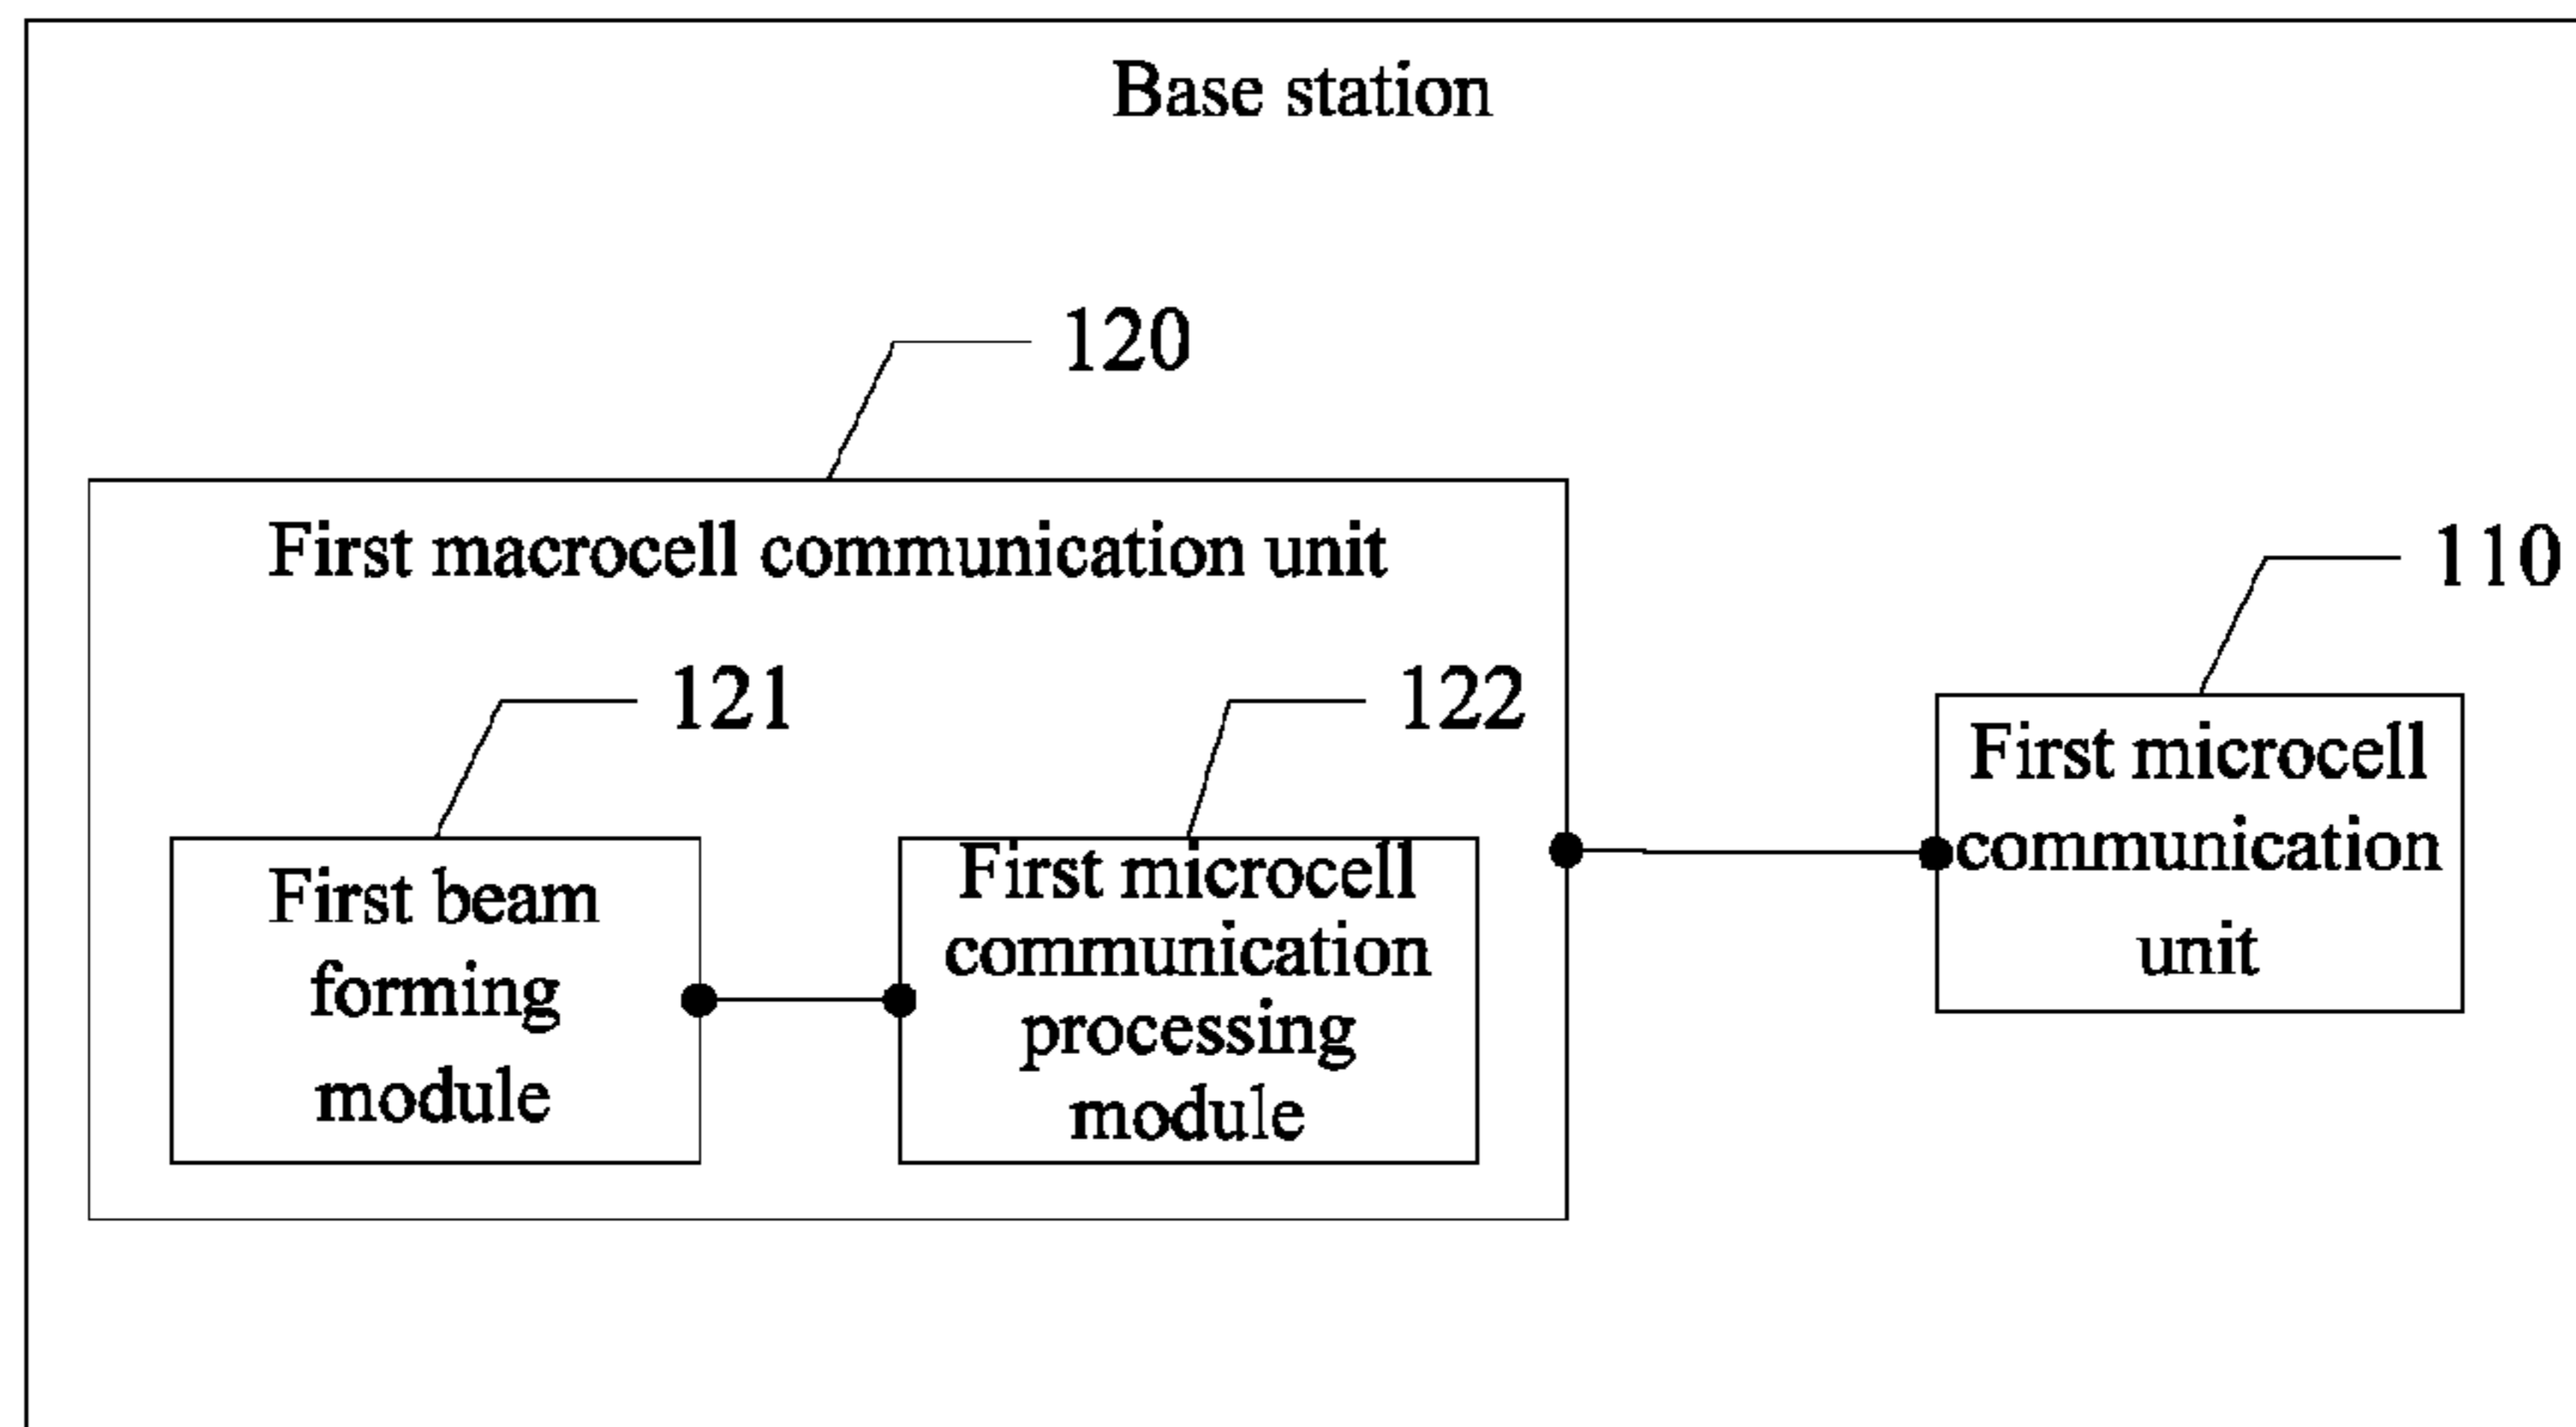 Base station
120
First macrocell communication unit
110
121
122
First microcell
communication
unit
First beam
forming
module
First microcell
communication
processing
module